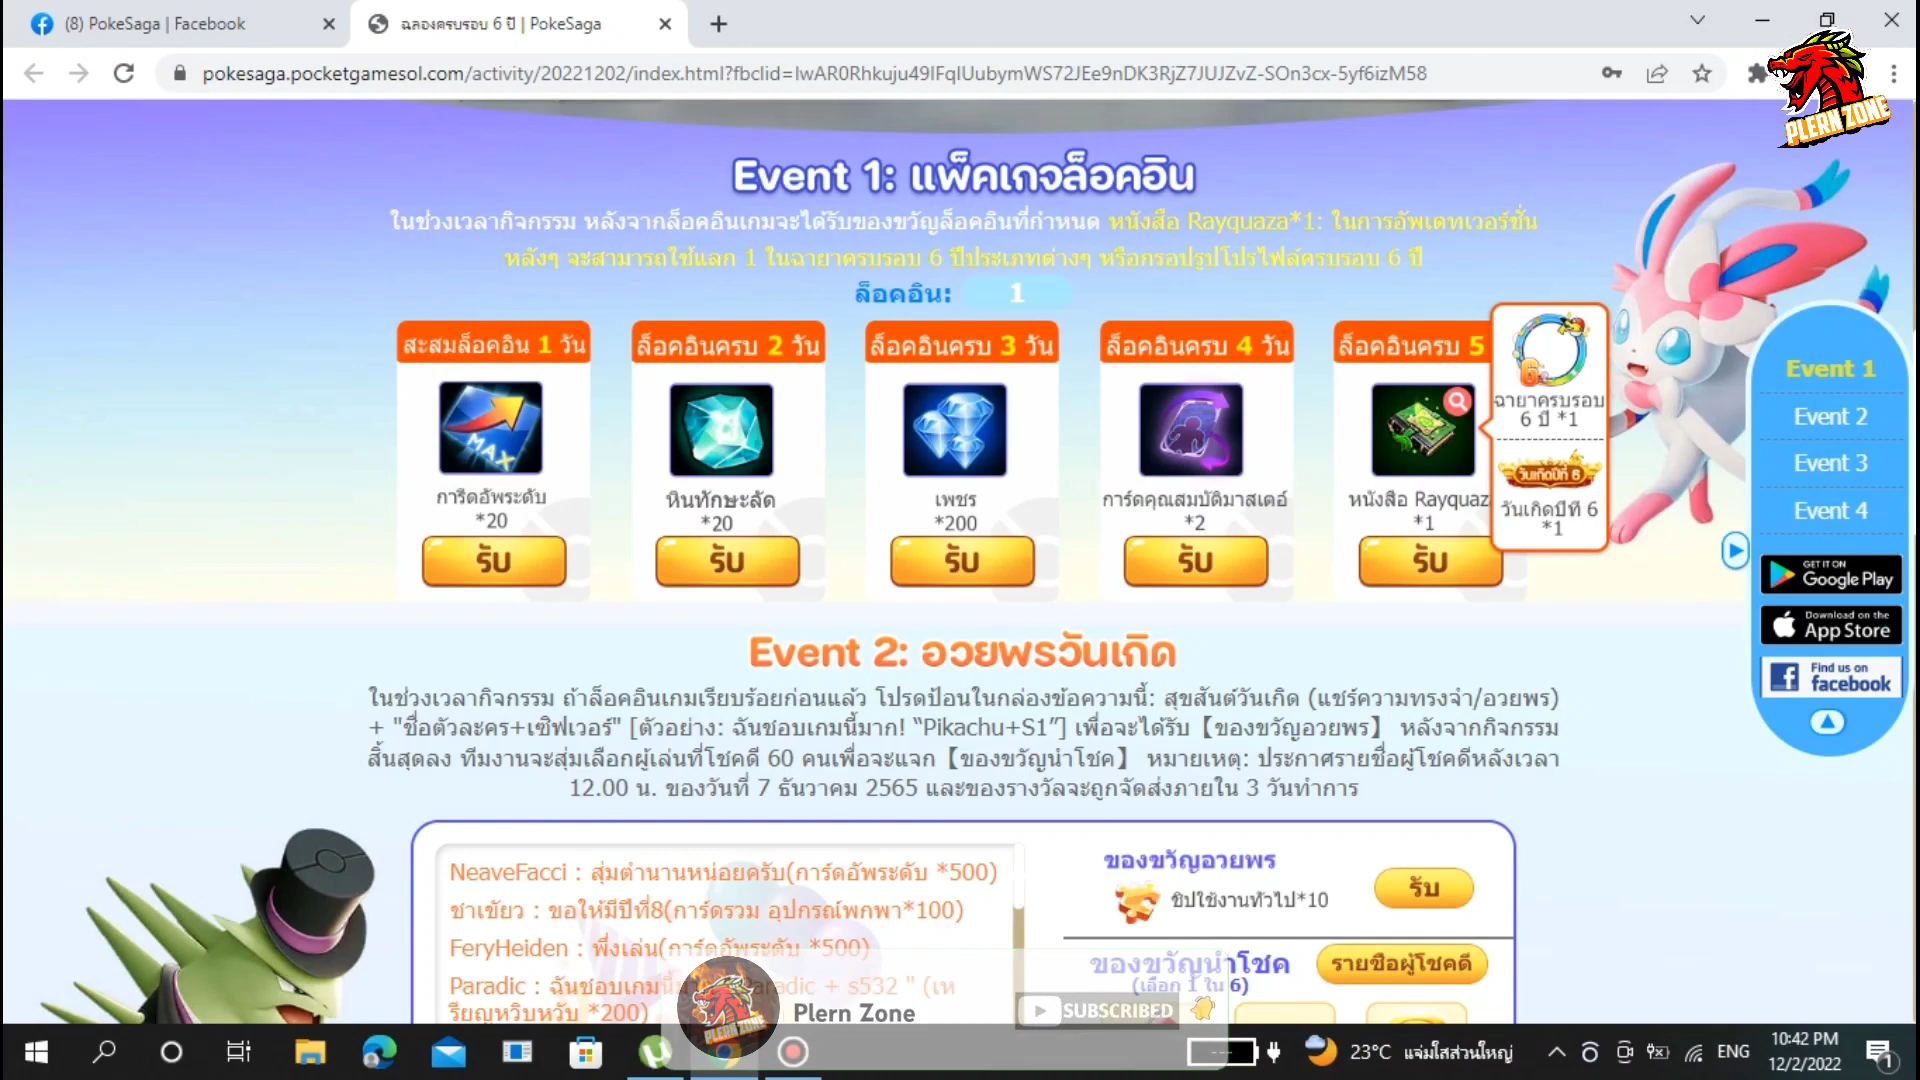 (8) PokeSaga | Facebook
ฉลองครบรอบ 6 ปี | PokeSaga
pokesaga.pocketgamesol.com/activity/20221202/index.html?fbclid=IwAR0Rhkuju49IFqIUubymWS72JEe9nDK3RjZ7JUJZvZ-SOn3cx-5yf6izM58
PLERN ZONE
Event 1: แพ็คเกจล็อคอิน
ในช่วงเวลากิจกรรม หลังจากล็อคอินเกมจะได้รับของขวัญล็อคอินที่กำหนด หนังสือ Rayquaza*1: ในการอัพเดทเวอร์ชั่น
หลังๆ จะสามารถใช้แลก 1 ในฉายาครบรอบ 6 ปีประเภทต่างๆ หรือกรอบรูปโปรไฟล์ครบรอบ 6 ปี
ล็อคอิน: 1
สะสมล็อคอิน 1 วัน
ล็อคอินครบ 2 วัน
ล็อคอินครบ 3 วัน
ล็อคอินครบ 4 วัน
ล็อคอินครบ 5
MAX
การ์ดอัพระดับ
*20
หินทักษะลัด
*20
เพชร
*200
การ์ดคุณสมบัติมาสเตอร์
*2
หนังสือ Rayquaz
*1
รับ
รับ
รับ
รับ
รับ
6
ฉายาครบรอบ
6 ปี *1
วันเกิดปีที่ 6
วันเกิดปีที่ 6
*1
Event 1
Event 2
Event 3
Event 4
GET IT ON
Google Play
Download on the
App Store
Find us on
facebook
Event 2: อวยพรวันเกิด
ในช่วงเวลากิจกรรม ถ้าล็อคอินเกมเรียบร้อยก่อนแล้ว โปรดป้อนในกล่องข้อความนี้: สุขสันต์วันเกิด (แชร์ความทรงจำ/อวยพร)
+ "ชื่อตัวละคร+เซิฟเวอร์" [ตัวอย่าง: ฉันชอบเกมนี้มาก! “Pikachu+S1”] เพื่อจะได้รับ【ของขวัญอวยพร】 หลังจากกิจกรรม
สิ้นสุดลง ทีมงานจะสุ่มเลือกผู้เล่นที่โชคดี 60 คนเพื่อจะแจก【ของขวัญนำโชค】 หมายเหตุ: ประกาศรายชื่อผู้โชคดีหลังเวลา
12.00 น. ของวันที่ 7 ธันวาคม 2565 และของรางวัลจะถูกจัดส่งภายใน 3 วันทำการ
NeaveFacci : สุ่มตำนานหน่อยครับ(การ์ดอัพระดับ *500)
ชาเขียว : ขอให้มีปีที่8(การ์ดรวม อุปกรณ์พกพา*100)
FeryHeiden : พึ่งเล่น(การ์ดอัพระดับ *500)
Paradic : ฉันชอบเกมนี้มาก aradic + s532 " (เห
รียญหวิบหวับ *200)
ของขวัญอวยพร
ชิปใช้งานทั่วไป*10
รับ
ของขวัญนำโชค
(เลือก 1 ใน 6)
รายชื่อผู้โชคดี
PLERN ZONE
Plern Zone
SUBSCRIBED
23°C แจ่มใสส่วนใหญ่
ENG
10:42 PM
12/2/2022
1